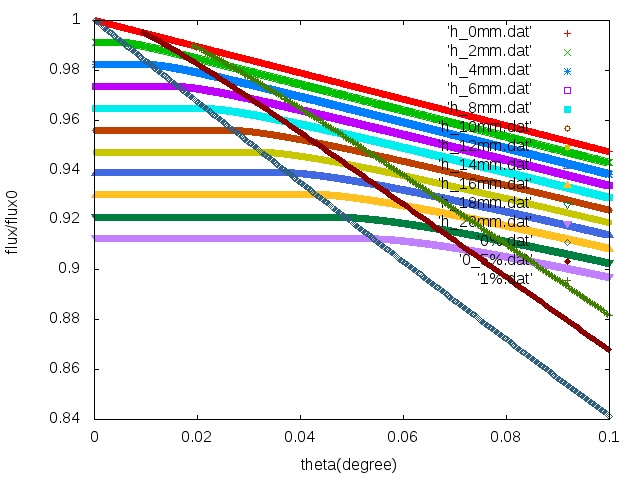 1
0.98
0.96
0.94
0.92
0.9
0.88
0.86
0.84
flux/flux0
0
0.02
0.04
0.06
0.08
0.1
theta(degree)
'h_0mm.dat'
'h_2mm.dat'
'h_4mm.dat'
'h_6mm.dat'
'h_8mm.dat'
'h_10mm.dat'
'h_12mm.dat'
'h_14mm.dat'
'h_16mm.dat'
'h_18mm.dat'
'h_20mm.dat'
'0%.dat'
'0_5%.dat'
'1%.dat'